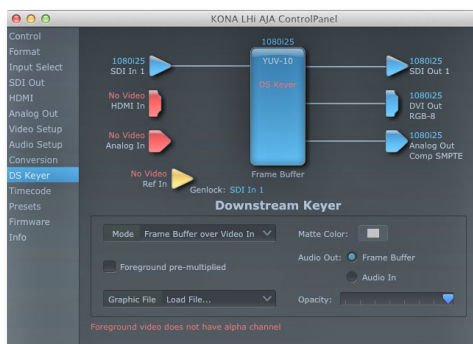 KONA LHi AJA ControlPanel
Control
Format
Input Select
SDI Out
HDMI
Analog Out
Video Setup
Audio Setup
Conversion
DS Keyer
Timecode
Presets
Firmware
Info
1080i25
1080i25
SDI In 1
YUV-10
DS Keyer
1080i25
SDI Out 1
No Video
HDMI In
1080i25
DVI Out
RGB-8
No Video
Analog In
1080i25
Analog Out
Comp SMPTE
No Video
Ref In
Frame Buffer
Genlock: SDI In 1
Downstream Keyer
Mode Frame Buffer over Video In
Matte Color:
Foreground pre-multiplied
Audio Out: Frame Buffer
Audio In
Graphic File Load File...
Opacity:
Foreground video does not have alpha channel